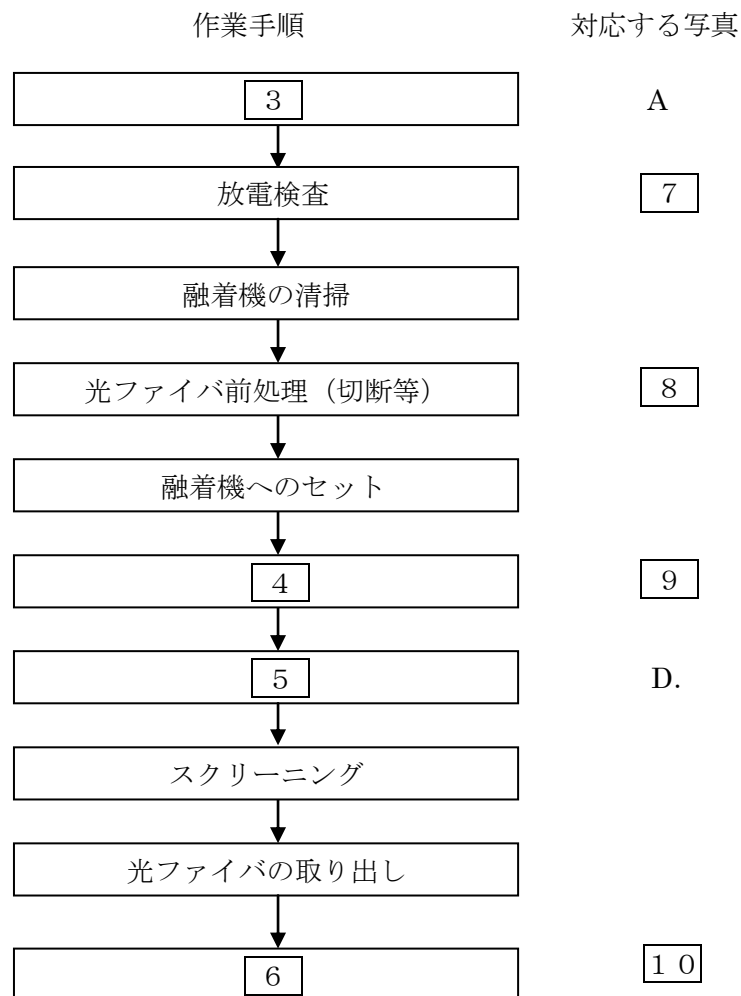 作業手順 対応する写真
３ A
放電検査 ７
融着機の清掃
光ファイバ前処理（切断等） ８
融着機へのセット
４ ９
５ D.
スクリーニング
光ファイバの取り出し
６ １０